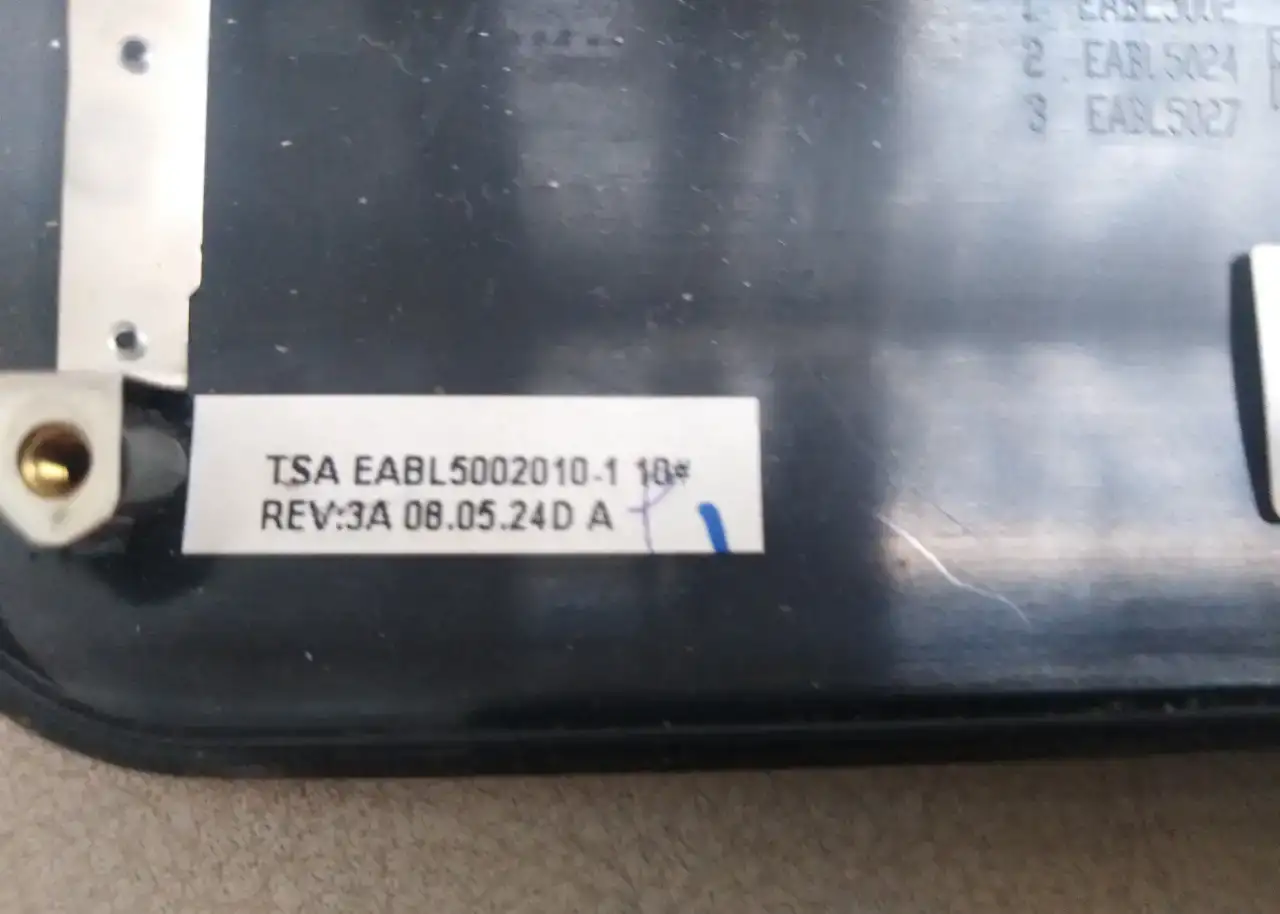 2 EABL5024
3 EABL5027
TSA EABL5002010-1 18#
REV:3A 08.05.24D A